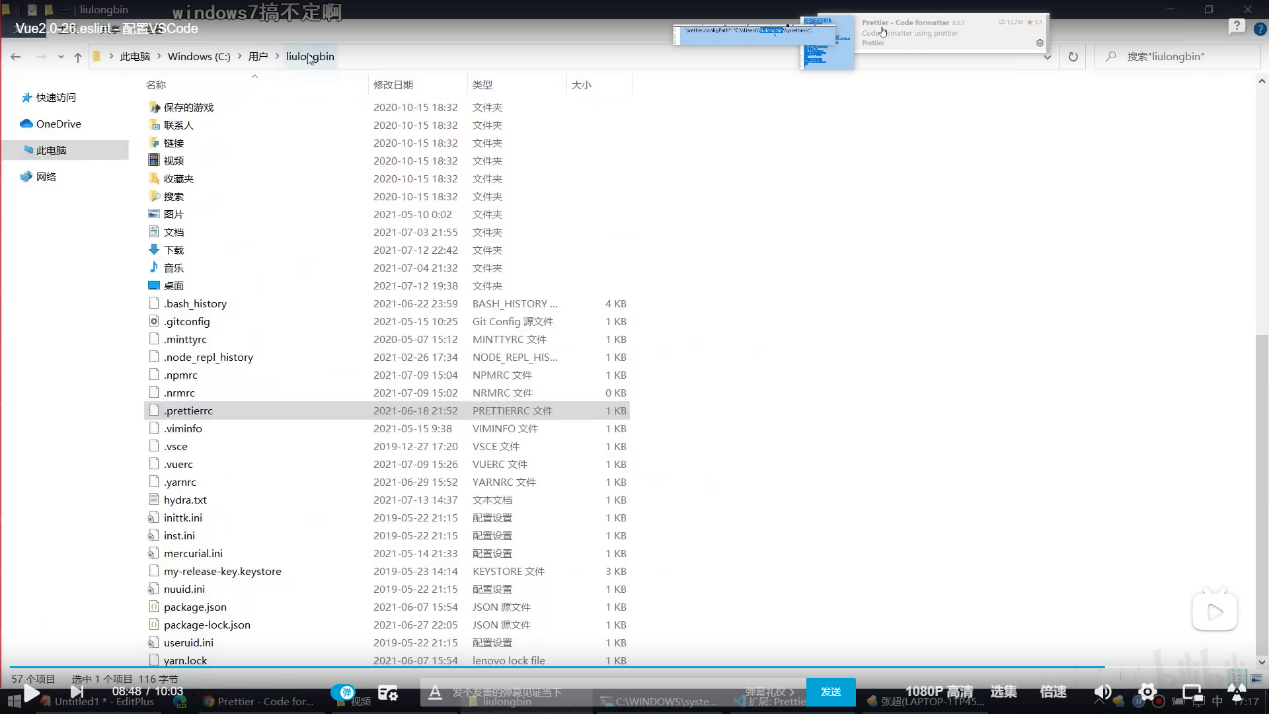 liulongbin
windows7搞不定啊
Vue2.0-26.eslint - 配置VSCode
"prettier.configPath": "C:\\Users\\liulongbin\\.prettierrc",
Prettier - Code formatter 8.0.1 13.2M 3.5
Code formatter using prettier
Prettier
此电脑 > Windows (C:) > 用户 > liulongbin
搜索"liulongbin"
名称 修改日期 类型 大小
快速访问
OneDrive
此电脑
网络
保存的游戏 2020-10-15 18:32 文件夹
联系人 2020-10-15 18:32 文件夹
链接 2020-10-15 18:32 文件夹
视频 2020-10-15 18:32 文件夹
收藏夹 2020-10-15 18:32 文件夹
搜索 2020-10-15 18:32 文件夹
图片 2021-05-10 0:02 文件夹
文档 2021-07-03 21:55 文件夹
下载 2021-07-12 22:42 文件夹
音乐 2021-07-04 21:32 文件夹
桌面 2021-07-12 19:38 文件夹
.bash_history 2021-06-22 23:59 BASH_HISTORY ... 4 KB
.gitconfig 2021-05-15 10:25 Git Config 源文件 1 KB
.minttyrc 2020-05-07 15:12 MINTTYRC 文件 1 KB
.node_repl_history 2021-02-26 17:34 NODE_REPL_HIS... 1 KB
.npmrc 2021-07-09 15:04 NPMRC 文件 1 KB
.nrmrc 2021-07-09 15:02 NRMRC 文件 0 KB
.prettierrc 2021-06-18 21:52 PRETTIERRC 文件 1 KB
.viminfo 2021-05-15 9:38 VIMINFO 文件 1 KB
.vsce 2019-12-27 17:20 VSCE 文件 1 KB
.vuerc 2021-07-09 15:26 VUERC 文件 1 KB
.yarnrc 2021-06-29 15:52 YARNRC 文件 1 KB
hydra.txt 2021-07-13 14:37 文本文档 1 KB
inittk.ini 2019-05-22 21:15 配置设置 1 KB
inst.ini 2019-05-22 21:15 配置设置 1 KB
mercurial.ini 2021-05-14 21:33 配置设置 1 KB
my-release-key.keystore 2019-05-23 14:14 KEYSTORE 文件 3 KB
nuuid.ini 2019-05-22 21:15 配置设置 1 KB
package.json 2021-06-07 15:54 JSON 源文件 1 KB
package-lock.json 2021-06-27 22:05 JSON 源文件 1 KB
useruid.ini 2019-05-22 21:15 配置设置 1 KB
yarn.lock 2021-06-07 15:54 lenovo lock file 1 KB
57 个项目 选中 1 个项目 116 字节
08:48 / 10:03
弹
发个友善的弹幕见证当下
弹幕礼仪 >
发送
1080P 高清 选集 倍速
Untitled1 * - EditPlus
Prettier - Code for...
视频
liulongbin
C:\WINDOWS\syste...
扩展: Prettie
张超(LAPTOP-11P45...
中
17:17